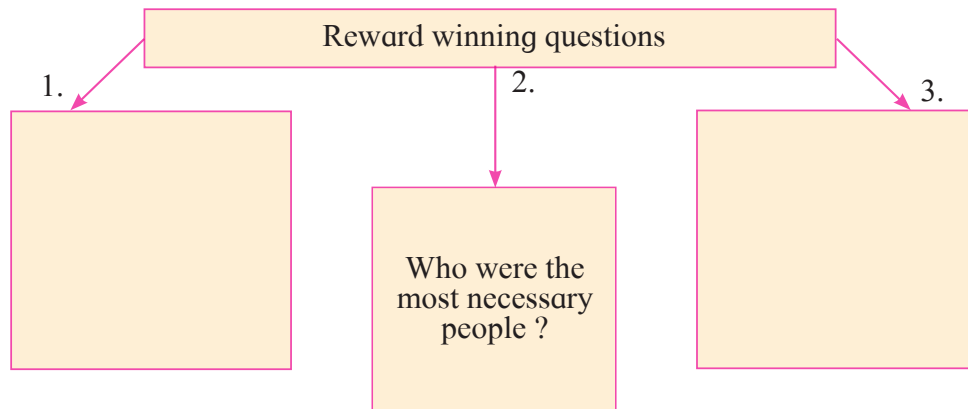 Reward winning questions
1.
2.
3.
Who were the
most necessary
people ?